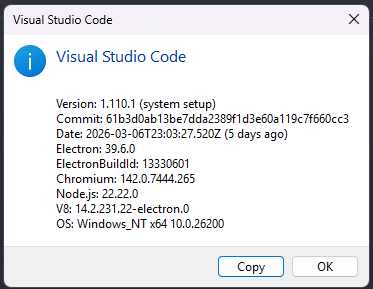 Visual Studio Code
Visual Studio Code
Version: 1.110.1 (system setup)
Commit: 61b3d0ab13be7dda2389f1d3e60a119c7f660cc3
Date: 2026-03-06T23:03:27.520Z (5 days ago)
Electron: 39.6.0
ElectronBuildId: 13330601
Chromium: 142.0.7444.265
Node.js: 22.22.0
V8: 14.2.231.22-electron.0
OS: Windows_NT x64 10.0.26200
Copy OK